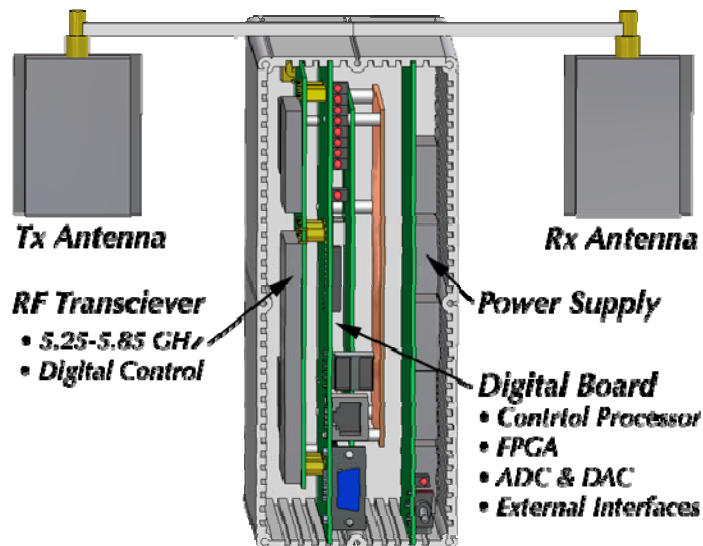 Tx Antenna
Rx Antenna
RF Transciever
• 5.25-5.85 GHz
• Digital Control
Power Supply
Digital Board
• Contrtol Processor
• FPGA
• ADC & DAC
• External Interfaces